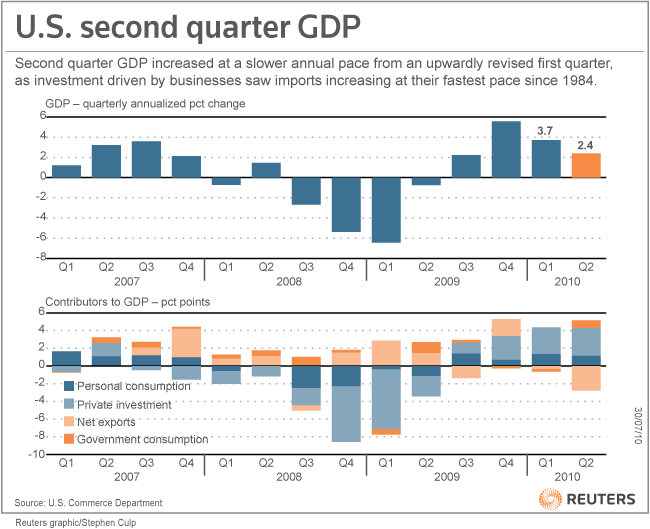 U.S. second quarter GDP
Second quarter GDP increased at a slower annual pace from an upwardly revised first quarter,
as investment driven by businesses saw imports increasing at their fastest pace since 1984.
GDP – quarterly annualized pct change
6
4
2
0
-2
-4
-6
-8
3.7
2.4
Q1 Q2 Q3 Q4 Q1 Q2 Q3 Q4 Q1 Q2 Q3 Q4 Q1 Q2
2007 2008 2009 2010
Contributors to GDP – pct points
6
4
2
0
-2
-4
-6
-8
-10
Personal consumption
Private investment
Net exports
Government consumption
Q1 Q2 Q3 Q4 Q1 Q2 Q3 Q4 Q1 Q2 Q3 Q4 Q1 Q2
2007 2008 2009 2010
30/07/10
Source: U.S. Commerce Department
REUTERS
Reuters graphic/Stephen Culp